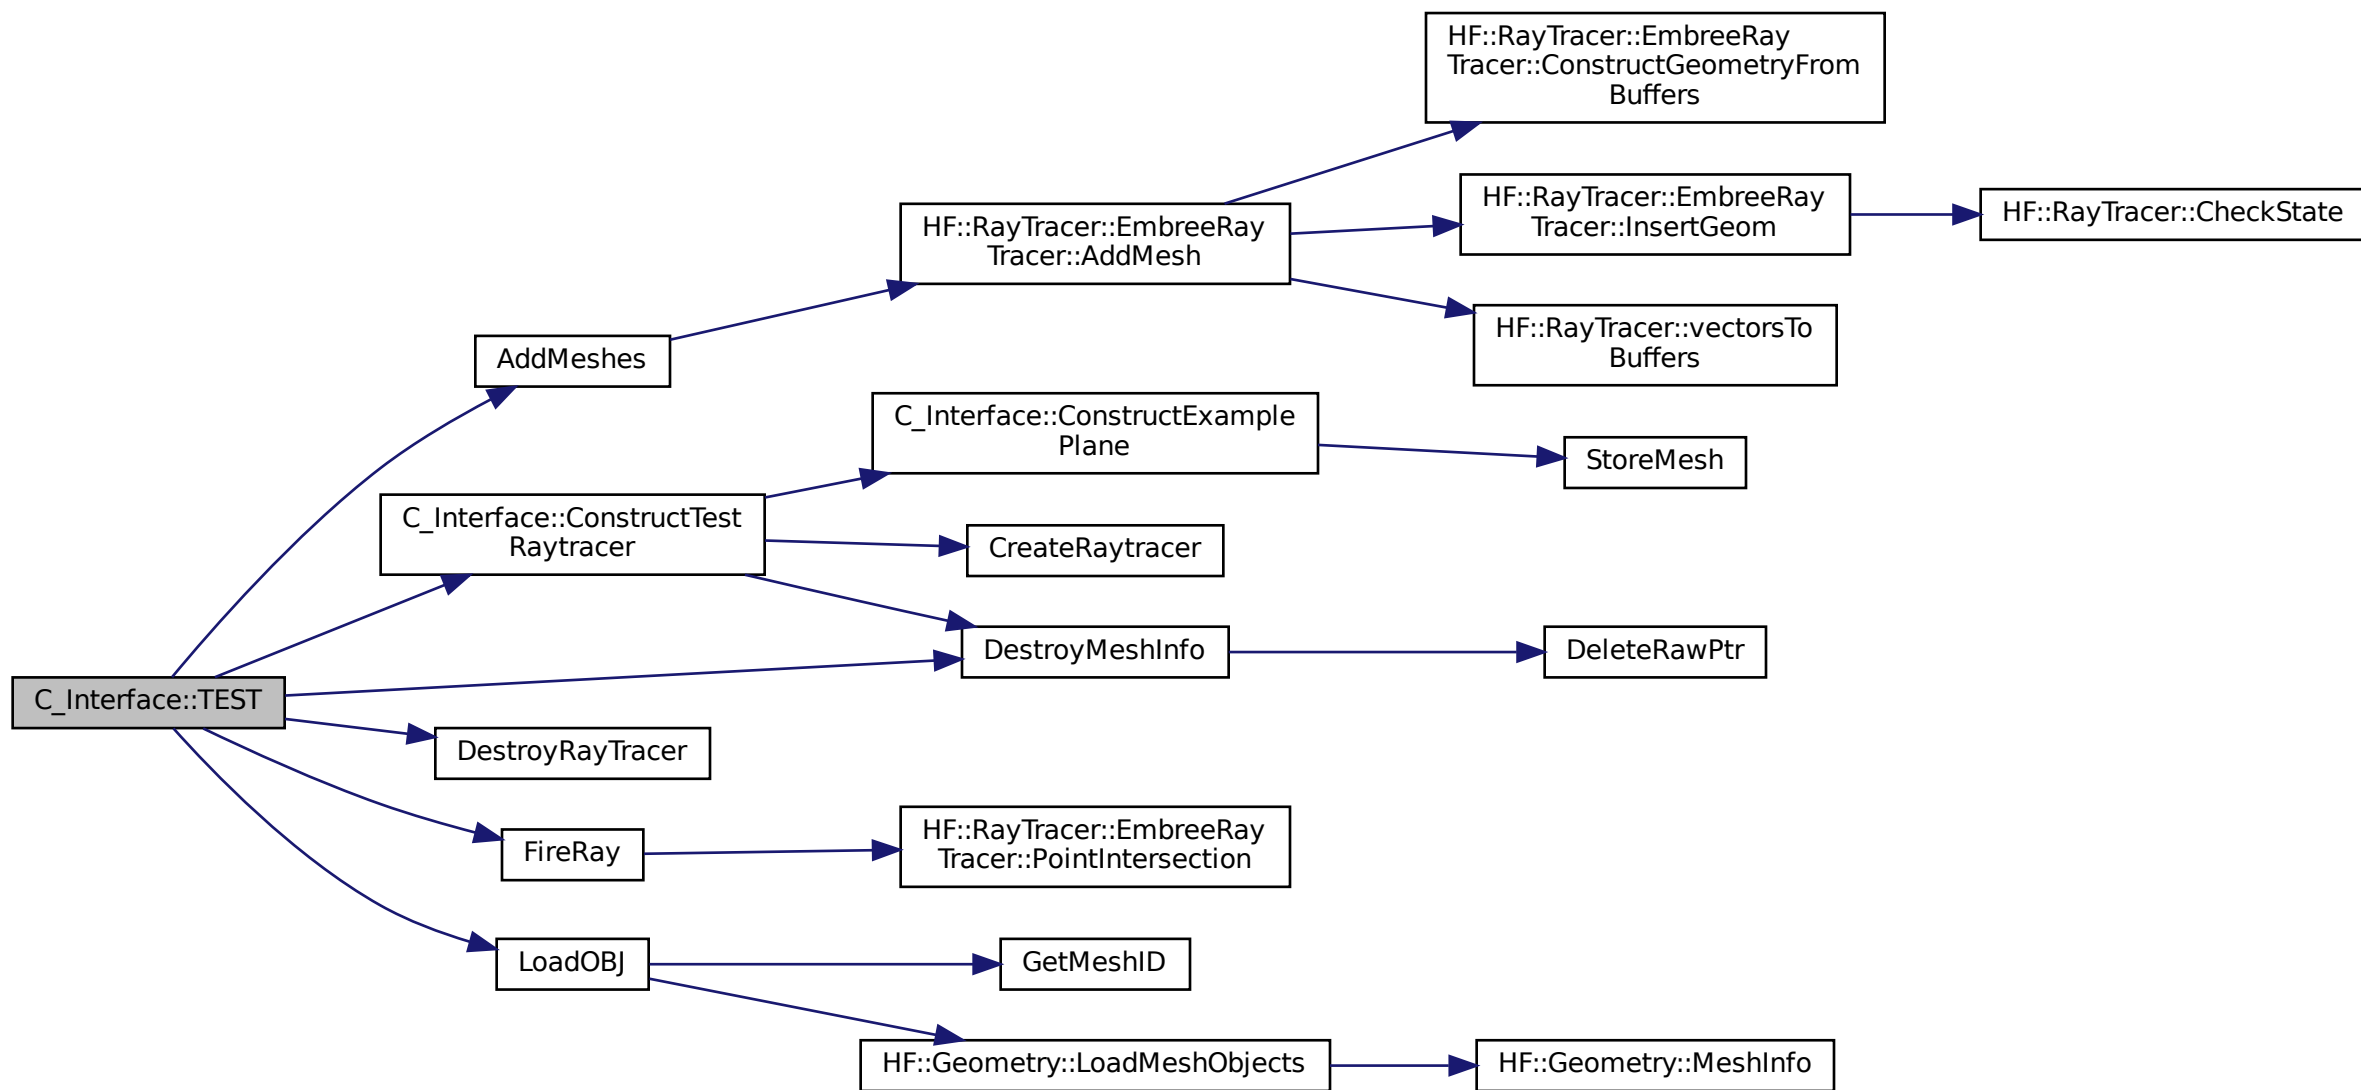 HF::RayTracer::EmbreeRay
Tracer::ConstructGeometryFrom
Buffers
HF::RayTracer::EmbreeRay
Tracer::InsertGeom
HF::RayTracer::CheckState
HF::RayTracer::EmbreeRay
Tracer::AddMesh
HF::RayTracer::vectorsTo
Buffers
AddMeshes
C_Interface::ConstructExample
Plane
StoreMesh
C_Interface::ConstructTest
Raytracer
CreateRaytracer
DestroyMeshInfo
DeleteRawPtr
C_Interface::TEST
DestroyRayTracer
FireRay
HF::RayTracer::EmbreeRay
Tracer::PointIntersection
LoadOBJ
GetMeshID
HF::Geometry::LoadMeshObjects
HF::Geometry::MeshInfo